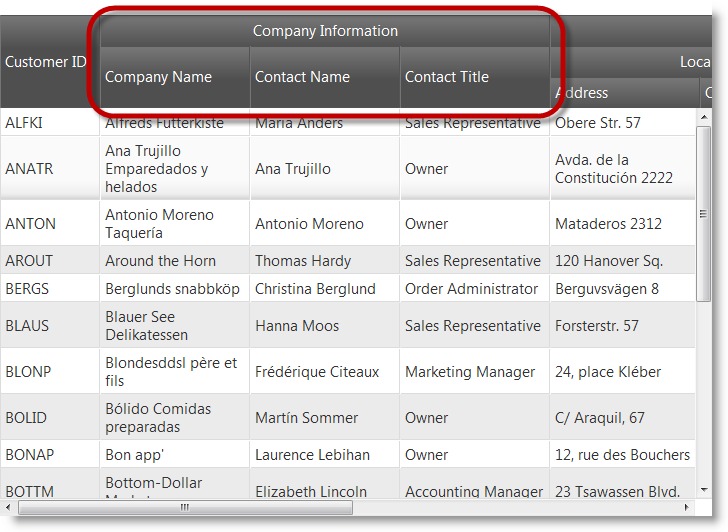 Company Information
Customer ID
Company Name Contact Name Contact Title
Address
ALFKI Alfreds Futterkiste Maria Anders Sales Representative Obere Str. 57
Ana Trujillo
ANATR Emparedados y Ana Trujillo Owner Avda. de la
helados Constitución 2222
Antonio Moreno
ANTON Taquería Antonio Moreno Owner Mataderos 2312
AROUT Around the Horn Thomas Hardy Sales Representative 120 Hanover Sq.
BERGS Berglunds snabbköp Christina Berglund Order Administrator Berguvsvägen 8
Blauer See
BLAUS Delikatessen Hanna Moos Sales Representative Forsterstr. 57
Blondesddsl père et
BLONP fils Frédérique Citeaux Marketing Manager 24, place Kléber
Bólido Comidas
BOLID preparadas Martín Sommer Owner C/ Araquil, 67
BONAP Bon app' Laurence Lebihan Owner 12, rue des Bouchers
BOTTM Bottom-Dollar Elizabeth Lincoln Accounting Manager 23 Tsawassen Blvd.